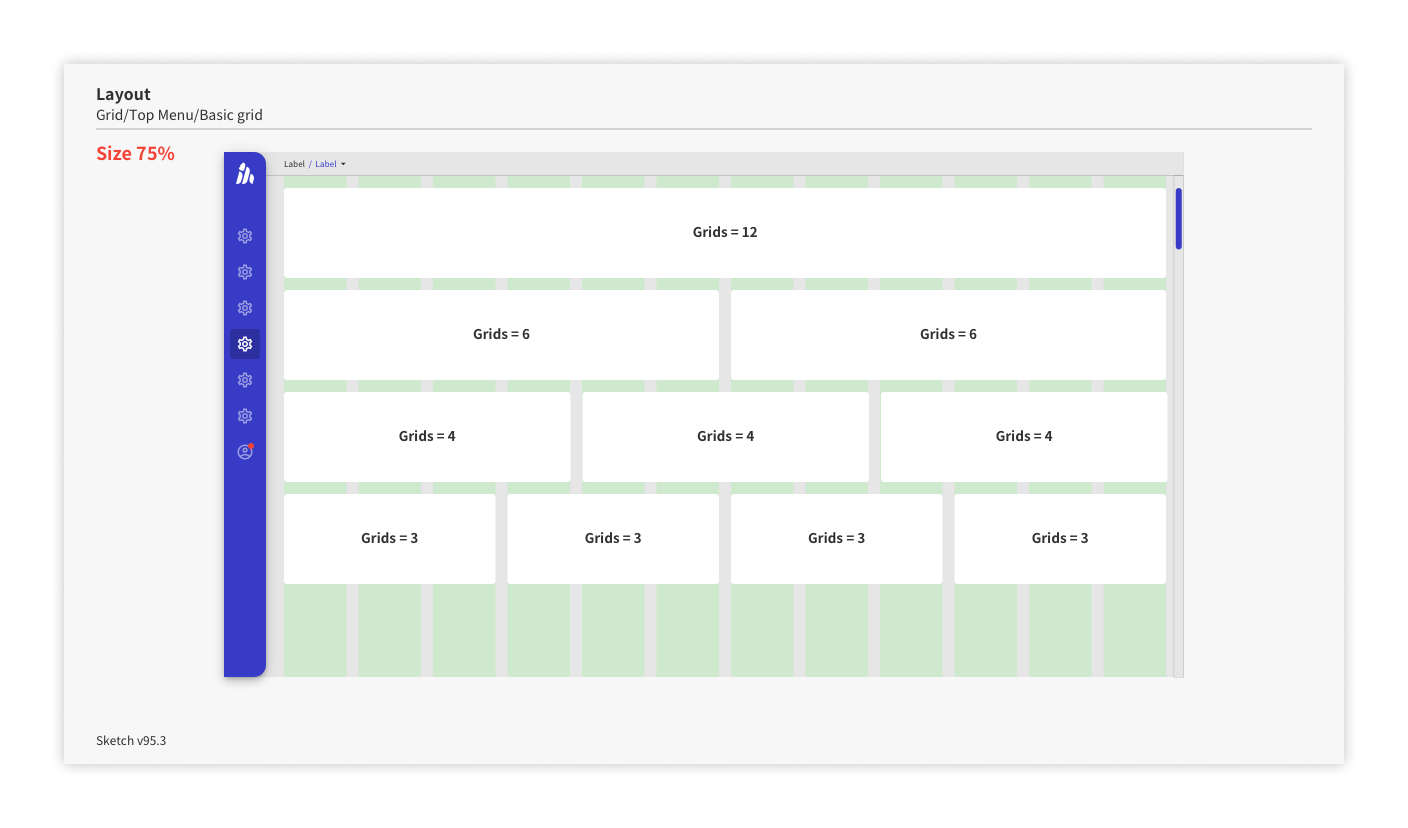 Layout
Grid/Top Menu/Basic grid
Size 75%
Label / Label
Grids = 12
Grids = 6
Grids = 6
Grids = 4
Grids = 4
Grids = 4
Grids = 3
Grids = 3
Grids = 3
Grids = 3
Sketch v95.3